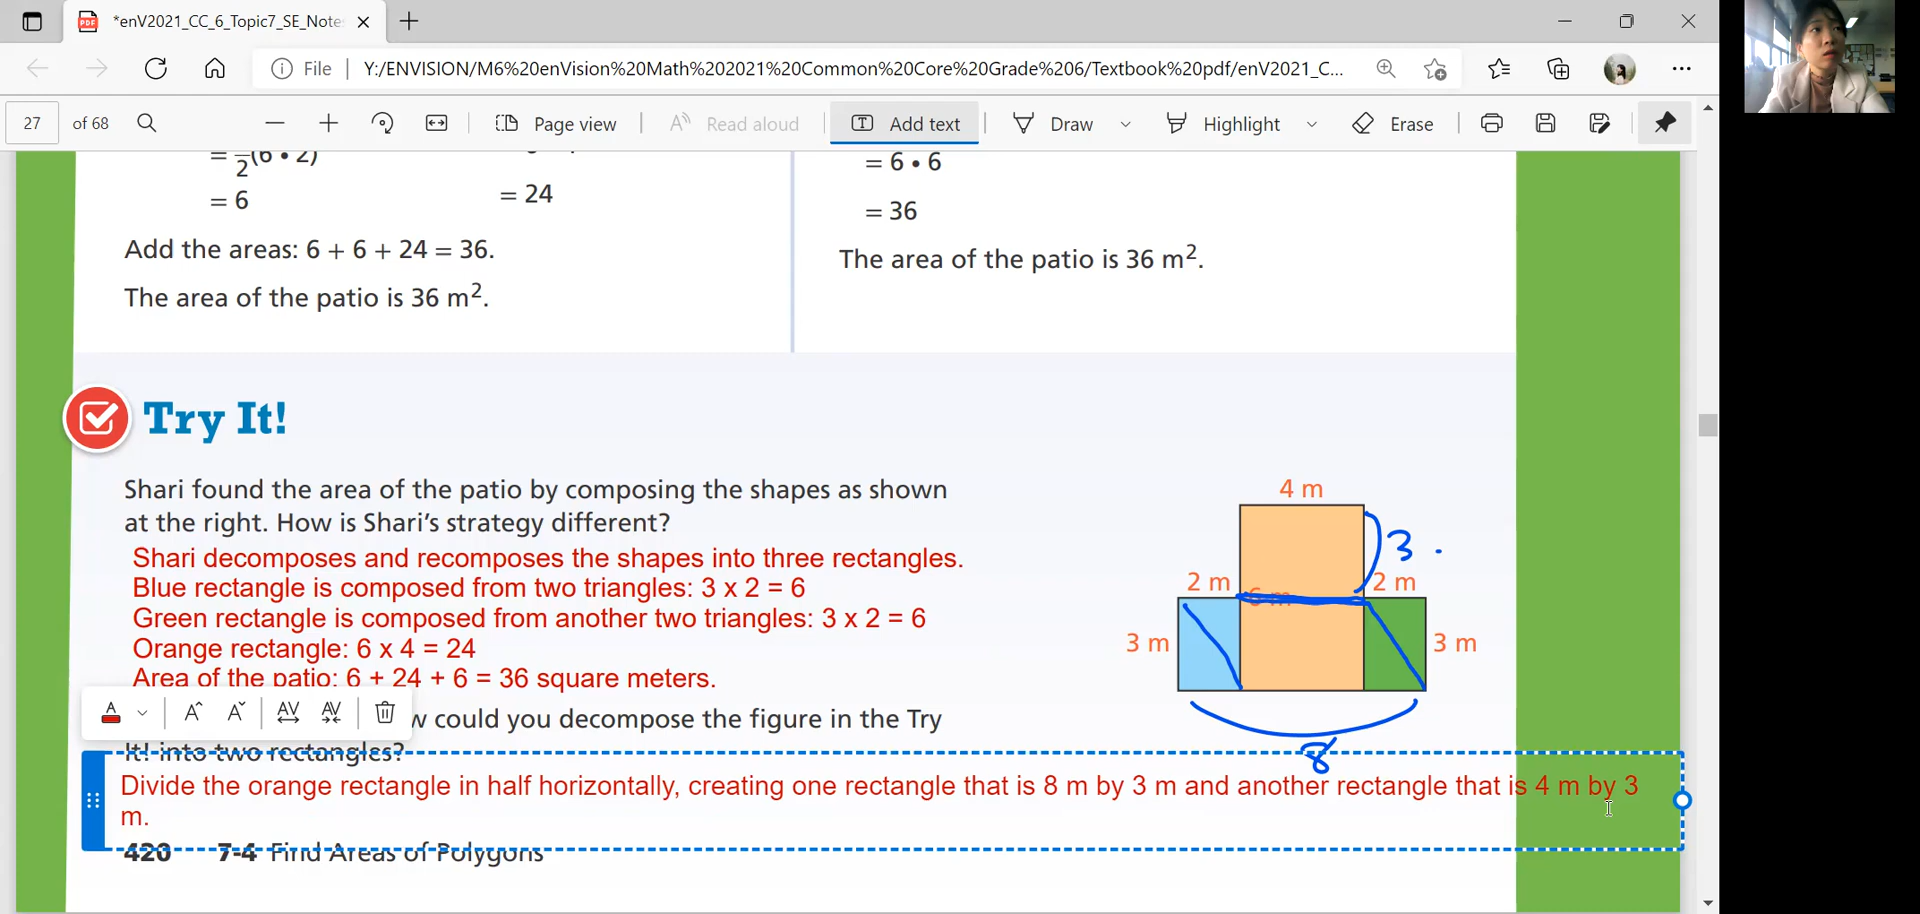 *enV2021_CC_6_Topic7_SE_Note
File
Y:/ENVISION/M6%20enVision%20Math%202021%20Common%20Core%20Grade%206/Textbook%20pdf/enV2021_C...
27 of 68
Page view
Read aloud
Add text
Draw
Highlight
Erase
= 1/2(6 • 2)
= 6
= 24
Add the areas: 6 + 6 + 24 = 36.
The area of the patio is 36 m².
= 6 • 6
= 36
The area of the patio is 36 m².
Try It!
Shari found the area of the patio by composing the shapes as shown
at the right. How is Shari's strategy different?
Shari decomposes and recomposes the shapes into three rectangles.
Blue rectangle is composed from two triangles: 3 x 2 = 6
Green rectangle is composed from another two triangles: 3 x 2 = 6
Orange rectangle: 6 x 4 = 24
Area of the patio: 6 + 24 + 6 = 36 square meters.
4 m
3
2 m
6 m
2 m
3 m
3 m
8
could you decompose the figure in the Try
It! into two rectangles?
Divide the orange rectangle in half horizontally, creating one rectangle that is 8 m by 3 m and another rectangle that is 4 m by 3
m.
420 7-4 Find Areas of Polygons